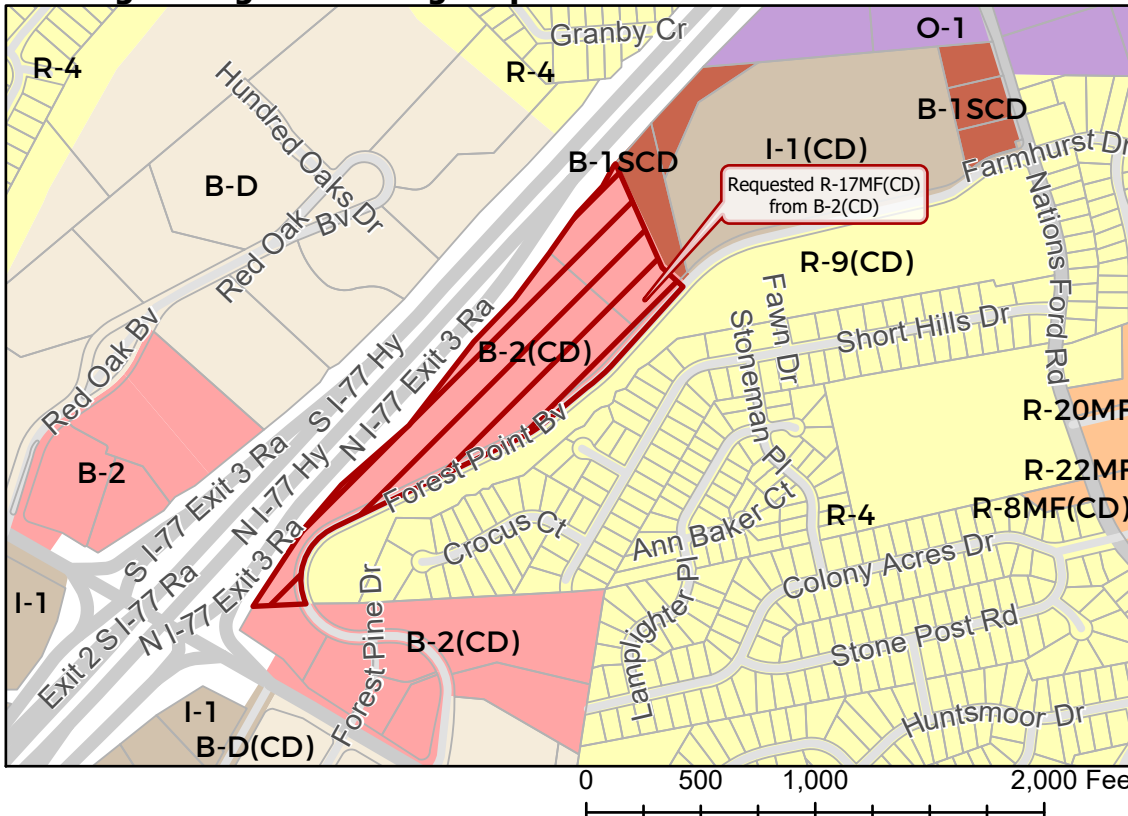 Granby Cr
O-1
R-4
R-4
Hundred Oaks Dr
B-1SCD
B-1SCD
I-1(CD)
Farmhurst Dr
B-D
Requested R-17MF(CD)
from B-2(CD)
Red Oak Bv
Nations Ford Rd
R-9(CD)
Fawn Dr
Short Hills Dr
Stoneman Pl
Red Oak Bv
S I-77 Hy
N I-77 Exit 3 Ra
B-2(CD)
R-20MF
Forest Point Bv
B-2
S I-77 Exit 3 Ra
N I-77 Hy
R-22MF
R-8MF(CD)
R-4
Crocus Ct
Ann Baker Ct
Colony Acres Dr
I-1
Exit 2 S I-77 Ra
N I-77 Exit 3 Ra
Forest Pine Dr
B-2(CD)
Lamplighter Pl
Stone Post Rd
I-1
B-D(CD)
Huntsmoor Dr
0 500 1,000 2,000 Fee